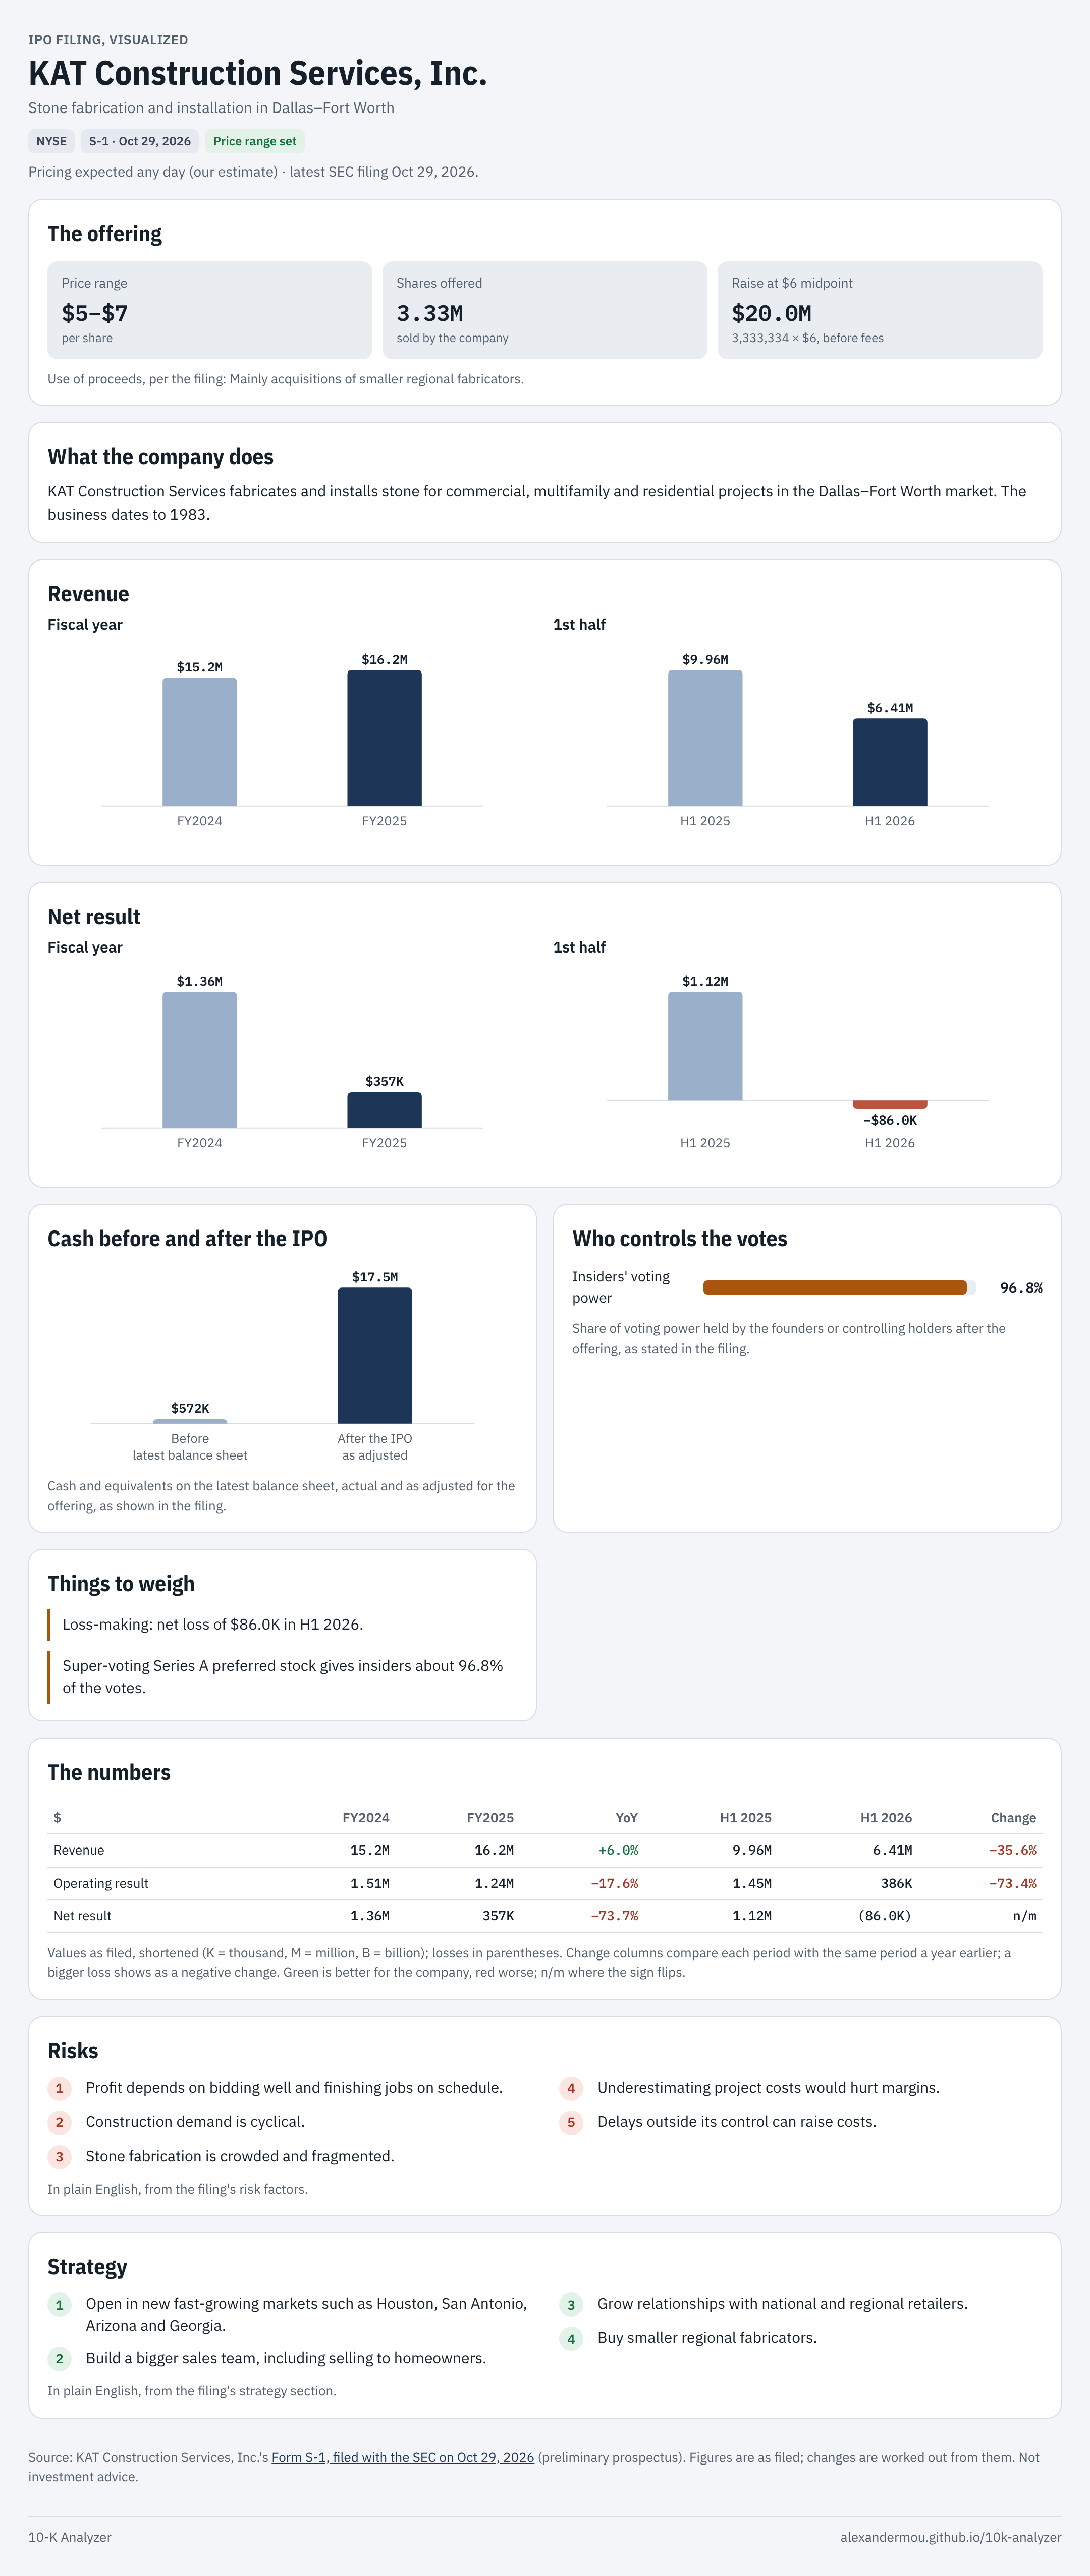 IPO FILING, VISUALIZED
KAT Construction Services, Inc.
Stone fabrication and installation in Dallas–Fort Worth
NYSE
S-1 · Oct 29, 2026
Price range set
Pricing expected any day (our estimate) · latest SEC filing Oct 29, 2026.
The offering
Price range
$5–$7
per share
Shares offered
3.33M
sold by the company
Raise at $6 midpoint
$20.0M
3,333,334 × $6, before fees
Use of proceeds, per the filing: Mainly acquisitions of smaller regional fabricators.
What the company does
KAT Construction Services fabricates and installs stone for commercial, multifamily and residential projects in the Dallas–Fort Worth market. The
business dates to 1983.
Revenue
Fiscal year
$15.2M
$16.2M
FY2024
FY2025
1st half
$9.96M
$6.41M
H1 2025
H1 2026
Net result
Fiscal year
$1.36M
$357K
FY2024
FY2025
1st half
$1.12M
−$86.0K
H1 2025
H1 2026
Cash before and after the IPO
$572K
$17.5M
Before
latest balance sheet
After the IPO
as adjusted
Cash and equivalents on the latest balance sheet, actual and as adjusted for the
offering, as shown in the filing.
Who controls the votes
Insiders' voting
power
96.8%
Share of voting power held by the founders or controlling holders after the
offering, as stated in the filing.
Things to weigh
Loss-making: net loss of $86.0K in H1 2026.
Super-voting Series A preferred stock gives insiders about 96.8%
of the votes.
The numbers
$ FY2024 FY2025 YoY H1 2025 H1 2026 Change
Revenue 15.2M 16.2M +6.0% 9.96M 6.41M −35.6%
Operating result 1.51M 1.24M −17.6% 1.45M 386K −73.4%
Net result 1.36M 357K −73.7% 1.12M (86.0K) n/m
Values as filed, shortened (K = thousand, M = million, B = billion); losses in parentheses. Change columns compare each period with the same period a year earlier; a
bigger loss shows as a negative change. Green is better for the company, red worse; n/m where the sign flips.
Risks
1 Profit depends on bidding well and finishing jobs on schedule.
2 Construction demand is cyclical.
3 Stone fabrication is crowded and fragmented.
4 Underestimating project costs would hurt margins.
5 Delays outside its control can raise costs.
In plain English, from the filing's risk factors.
Strategy
1 Open in new fast-growing markets such as Houston, San Antonio,
Arizona and Georgia.
2 Build a bigger sales team, including selling to homeowners.
3 Grow relationships with national and regional retailers.
4 Buy smaller regional fabricators.
In plain English, from the filing's strategy section.
Source: KAT Construction Services, Inc.'s Form S-1, filed with the SEC on Oct 29, 2026 (preliminary prospectus). Figures are as filed; changes are worked out from them. Not
investment advice.
10-K Analyzer
alexandermou.github.io/10k-analyzer